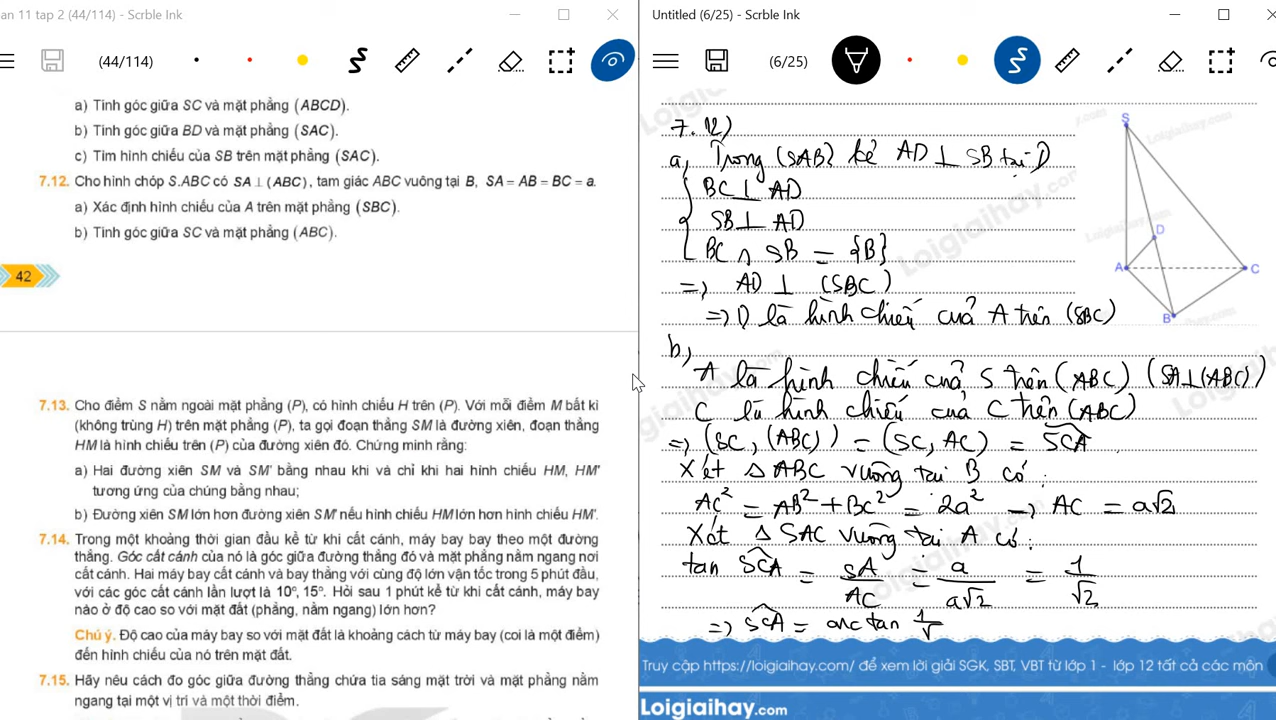 an 11 tap 2 (44/114) - Scrble Ink
(44/114)
a) Tính góc giữa SC và mặt phẳng (ABCD).
b) Tính góc giữa BD và mặt phẳng (SAC).
c) Tìm hình chiếu của SB trên mặt phẳng (SAC).
7.12. Cho hình chóp S.ABC có SA ⊥ (ABC), tam giác ABC vuông tại B, SA = AB = BC = a.
a) Xác định hình chiếu của A trên mặt phẳng (SBC).
b) Tính góc giữa SC và mặt phẳng (ABC).
42
7.13. Cho điểm S nằm ngoài mặt phẳng (P), có hình chiếu H trên (P). Với mỗi điểm M bất kì
(không trùng H) trên mặt phẳng (P), ta gọi đoạn thẳng SM là đường xiên, đoạn thẳng
HM là hình chiếu trên (P) của đường xiên đó. Chứng minh rằng:
a) Hai đường xiên SM và SM' bằng nhau khi và chỉ khi hai hình chiếu HM, HM'
tương ứng của chúng bằng nhau;
b) Đường xiên SM lớn hơn đường xiên SM' nếu hình chiếu HM lớn hơn hình chiếu HM'.
7.14. Trong một khoảng thời gian đầu kể từ khi cất cánh, máy bay bay theo một đường
thẳng. Góc cất cánh của nó là góc giữa đường thẳng đó và mặt phẳng nằm ngang nơi
cất cánh. Hai máy bay cất cánh và bay thẳng với cùng độ lớn vận tốc trong 5 phút đầu,
với các góc cất cánh lần lượt là 10°, 15°. Hỏi sau 1 phút kể từ khi cất cánh, máy bay
nào ở độ cao so với mặt đất (phẳng, nằm ngang) lớn hơn?
Chú ý. Độ cao của máy bay so với mặt đất là khoảng cách từ máy bay (coi là một điểm)
đến hình chiếu của nó trên mặt đất.
7.15. Hãy nêu cách đo góc giữa đường thẳng chứa tia sáng mặt trời và mặt phẳng nằm
ngang tại một vị trí và một thời điểm.
Untitled (6/25) - Scrble Ink
(6/25)
7.12)
a, Trong (SAB) kẻ AD ⊥ SB tại D
BC ⊥ AD
SB ⊥ AD
BC ∩ SB = {B}
=> AD ⊥ (SBC)
=> D là hình chiếu của A trên (SBC)
b,
A là hình chiếu của S trên (ABC) (SA⊥(ABC))
C là hình chiếu của C trên (ABC)
=> (SC, (ABC)) = (SC, AC) = SCA
Xét △ ABC vuông tại B có:
AC² = AB² + BC² = 2a² → AC = a√2
Xét △ SAC vuông tại A có:
tan SCA = SA/AC = a/a√2 = 1/√2
=> SCA = arctan 1/√
S
D
A
C
B
Loigiaihay.com
Truy cập https://loigiaihay.com/ để xem lời giải SGK, SBT, VBT từ lớp 1 - lớp 12 tất cả các môn
Loigiaihay.com